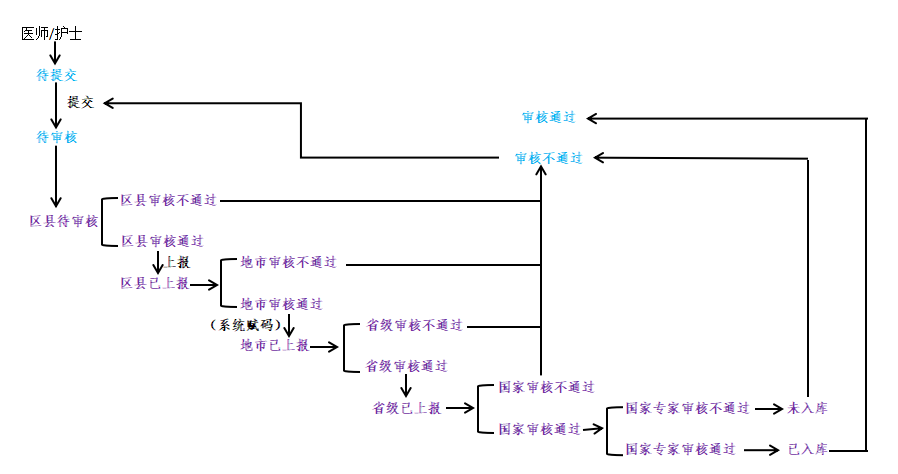 医师/护士
待提交
提交
审核通过
待审核
审核不通过
区县审核不通过
区县待审核
区县审核通过
上报
地市审核不通过
区县已上报
地市审核通过
（系统赋码）
省级审核不通过
地市已上报
省级审核通过
国家审核不通过
省级已上报
国家专家审核不通过
未入库
国家审核通过
国家专家审核通过
已入库